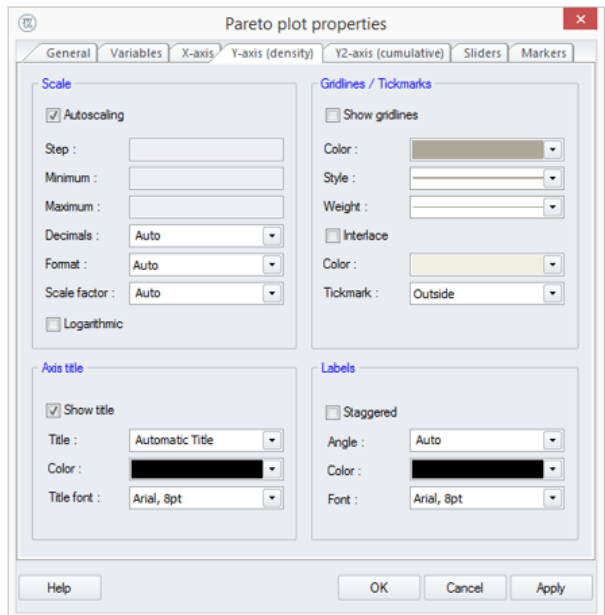 Pareto plot properties
General Variables X-axis Y-axis (density) Y2-axis (cumulative) Sliders Markers
Scale
Autoscaling
Step :
Minimum :
Maximum :
Decimals : Auto
Format : Auto
Scale factor : Auto
Logarithmic
Gridlines / Tickmarks
Show gridlines
Color :
Style :
Weight :
Interlace
Color :
Tickmark : Outside
Axis title
Show title
Title : Automatic Title
Color :
Title font : Arial, 8pt
Labels
Staggered
Angle : Auto
Color :
Font : Arial, 8pt
Help OK Cancel Apply